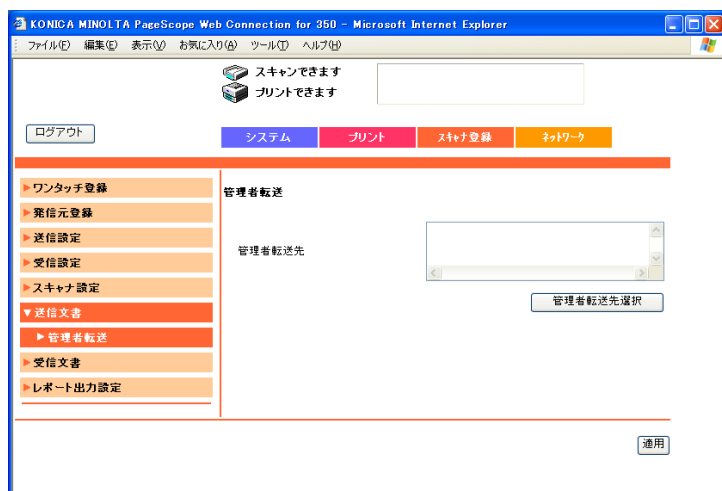 KONICA MINOLTA PageScope Web Connection for 350 - Microsoft Internet Explorer
ファイル(F) 編集(E) 表示(V) お気に入り(A) ツール(T) ヘルプ(H)
スキャンできます
プリントできます
ログアウト
システム プリント スキャナ登録 ネットワーク
ワンタッチ登録
発信元登録
送信設定
受信設定
スキャナ設定
送信文書
管理者転送
受信文書
レポート出力設定
管理者転送
管理者転送先
管理者転送先選択
適用